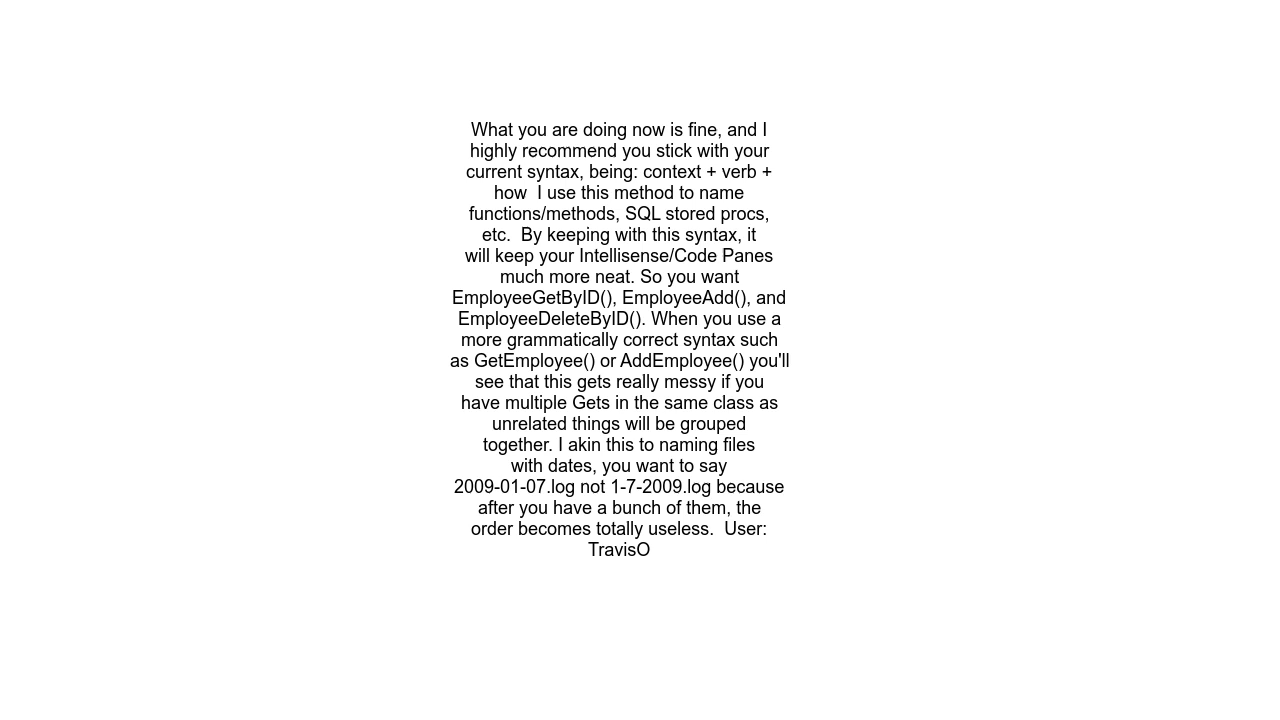 What you are doing now is fine, and I
highly recommend you stick with your
current syntax, being: context + verb +
how  I use this method to name
functions/methods, SQL stored procs,
etc.  By keeping with this syntax, it
will keep your Intellisense/Code Panes
much more neat. So you want
EmployeeGetByID(), EmployeeAdd(), and
EmployeeDeleteByID(). When you use a
more grammatically correct syntax such
as GetEmployee() or AddEmployee() you'll
see that this gets really messy if you
have multiple Gets in the same class as
unrelated things will be grouped
together. I akin this to naming files
with dates, you want to say
2009-01-07.log not 1-7-2009.log because
after you have a bunch of them, the
order becomes totally useless.  User:
TravisO